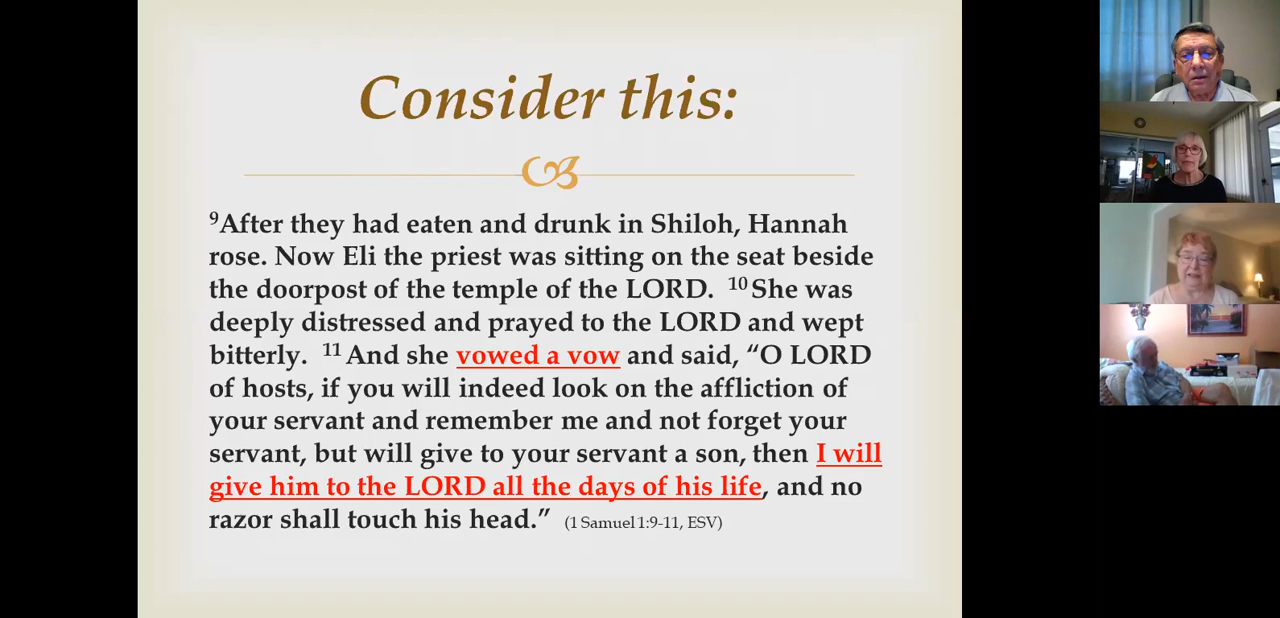 Consider this:
⁹After they had eaten and drunk in Shiloh, Hannah
rose. Now Eli the priest was sitting on the seat beside
the doorpost of the temple of the LORD. ¹⁰She was
deeply distressed and prayed to the LORD and wept
bitterly. ¹¹And she vowed a vow and said, “O LORD
of hosts, if you will indeed look on the affliction of
your servant and remember me and not forget your
servant, but will give to your servant a son, then I will
give him to the LORD all the days of his life, and no
razor shall touch his head.” (1 Samuel 1:9-11, ESV)